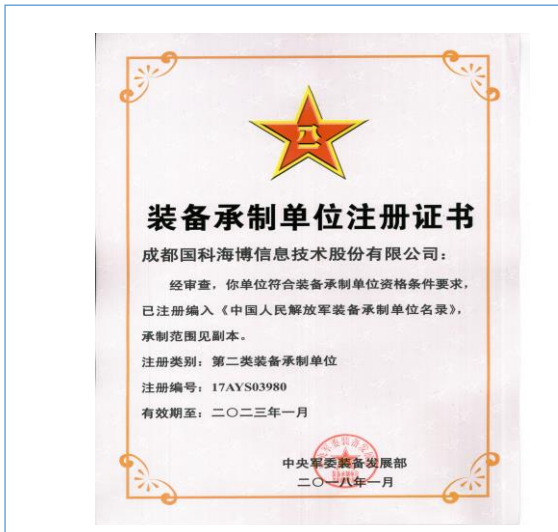 八一
装备承制单位注册证书
成都国科海博信息技术股份有限公司：
经审查，你单位符合装备承制单位资格条件要求，
已注册编入《中国人民解放军装备承制单位名录》，
承制范围见副本。
注册类别：第二类装备承制单位
注册编号：17AYS03980
有效期至：二〇二三年一月
中央军委装备发展部
二〇一八年一月